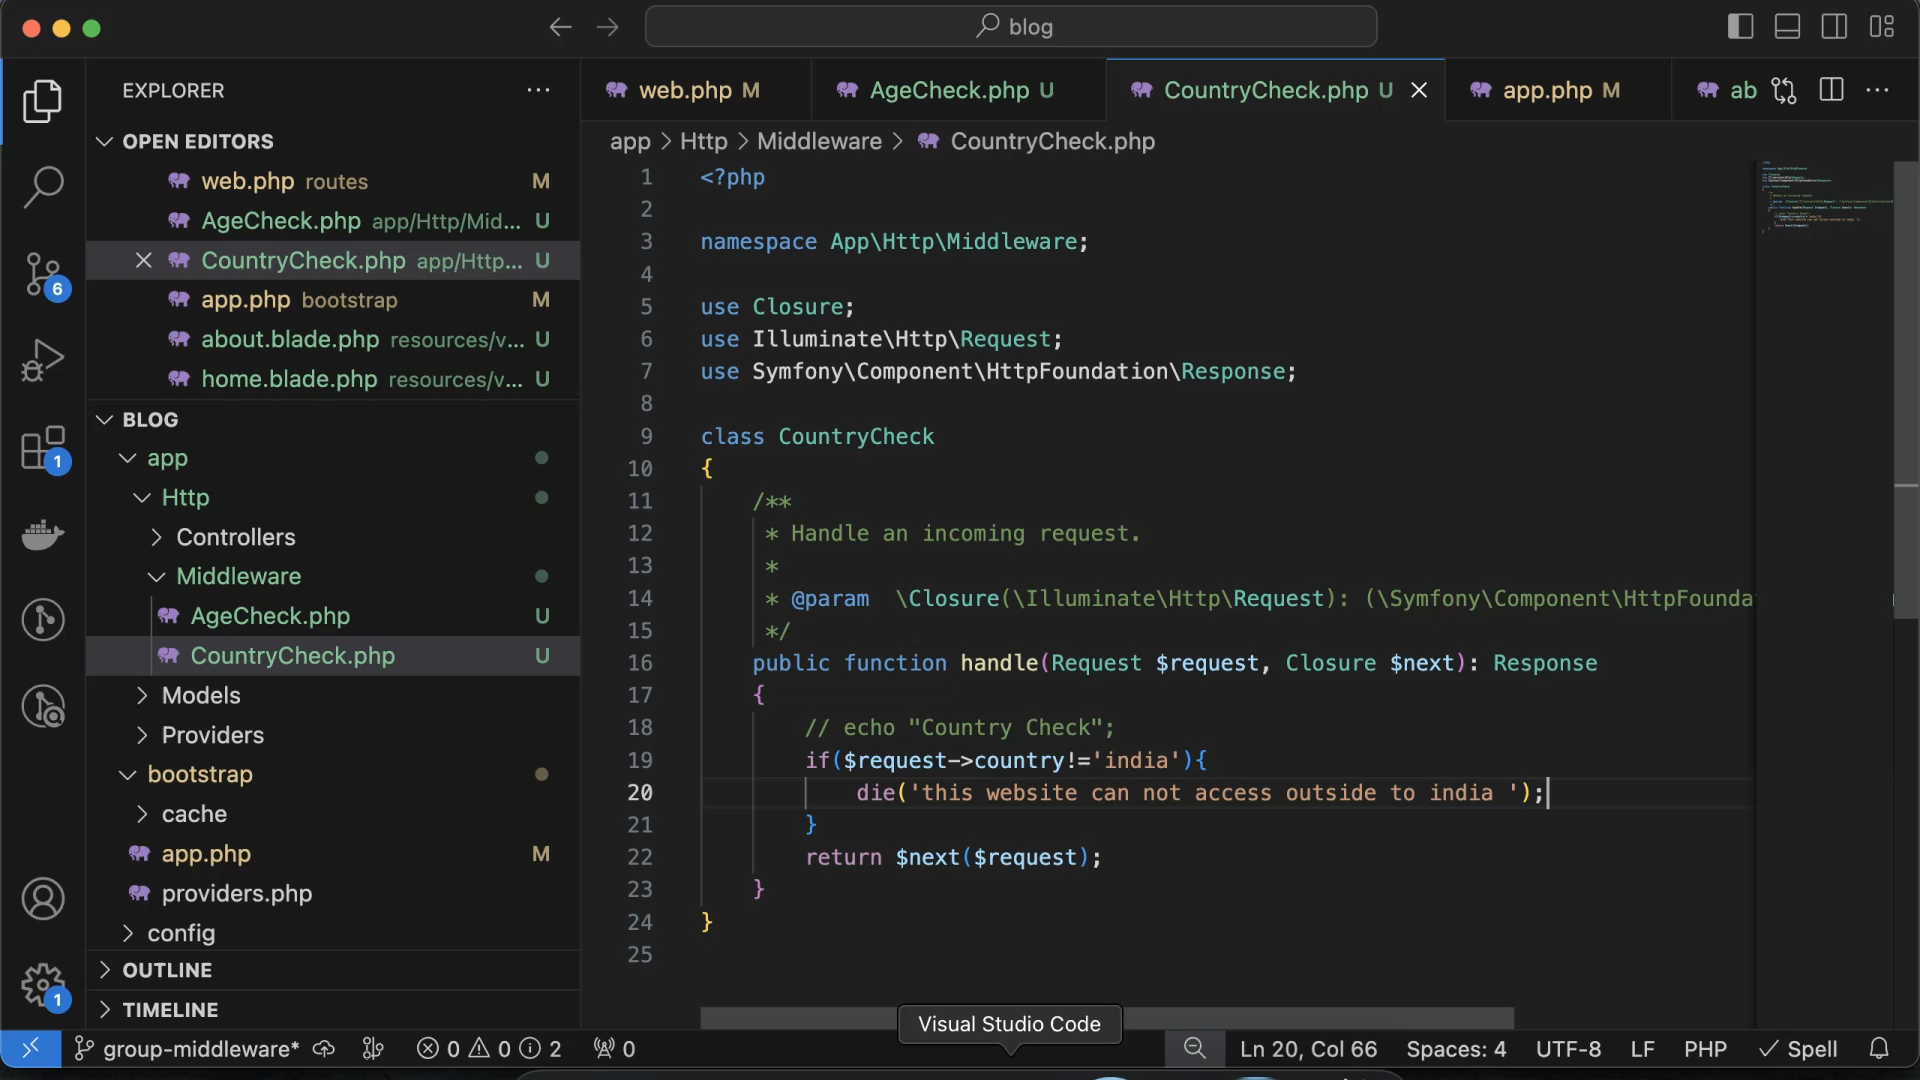 blog
EXPLORER
OPEN EDITORS
web.php routes M
AgeCheck.php app/Http/Mid... U
CountryCheck.php app/Http... U
app.php bootstrap M
about.blade.php resources/v... U
home.blade.php resources/v... U
BLOG
app
Http
Controllers
Middleware
AgeCheck.php U
CountryCheck.php U
Models
Providers
bootstrap
cache
app.php M
providers.php
config
OUTLINE
TIMELINE
6
1
1
web.php M
AgeCheck.php U
CountryCheck.php U
app.php M
ab
app > Http > Middleware > CountryCheck.php
1 <?php
2
3 namespace App\Http\Middleware;
4
5 use Closure;
6 use Illuminate\Http\Request;
7 use Symfony\Component\HttpFoundation\Response;
8
9 class CountryCheck
10 {
11 /**
12 * Handle an incoming request.
13 *
14 * @param  \Closure(\Illuminate\Http\Request): (\Symfony\Component\HttpFounda
15 */
16 public function handle(Request $request, Closure $next): Response
17 {
18 // echo "Country Check";
19 if($request->country!='india'){
20 die('this website can not access outside to india ');
21 }
22 return $next($request);
23 }
24 }
25
Visual Studio Code
group-middleware*
0 0 2
0
Ln 20, Col 66
Spaces: 4
UTF-8
LF
PHP
Spell